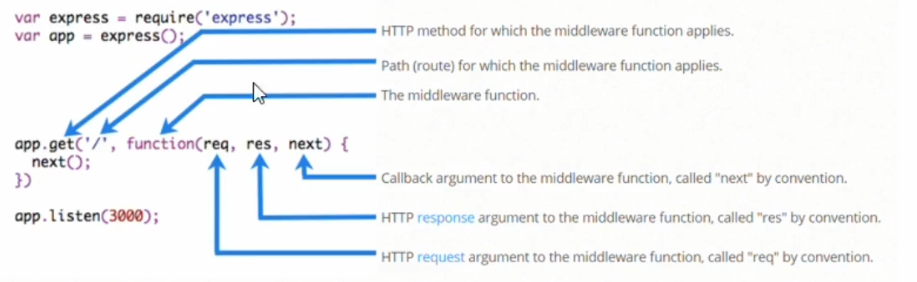 var express = require('express');
var app = express();
HTTP method for which the middleware function applies.
Path (route) for which the middleware function applies.
The middleware function.
app.get('/', function(req, res, next) {
next();
})
Callback argument to the middleware function, called "next" by convention.
app.listen(3000);
HTTP response argument to the middleware function, called "res" by convention.
HTTP request argument to the middleware function, called "req" by convention.